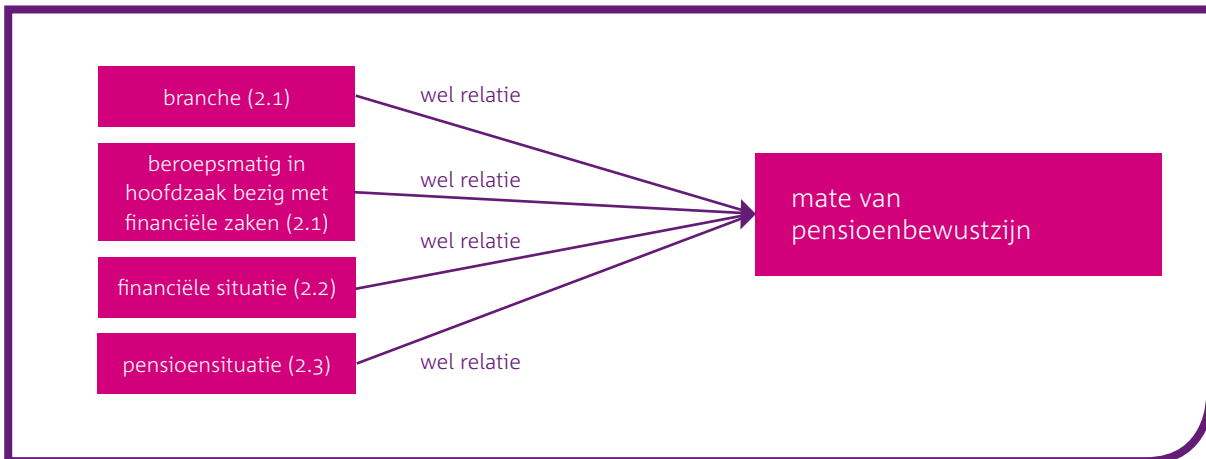 branche (2.1)
wel relatie
beroepsmatig in
hoofdzaak bezig met
financiële zaken (2.1)
wel relatie
financiële situatie (2.2)
wel relatie
pensioensituatie (2.3)
wel relatie
mate van
pensioenbewustzijn